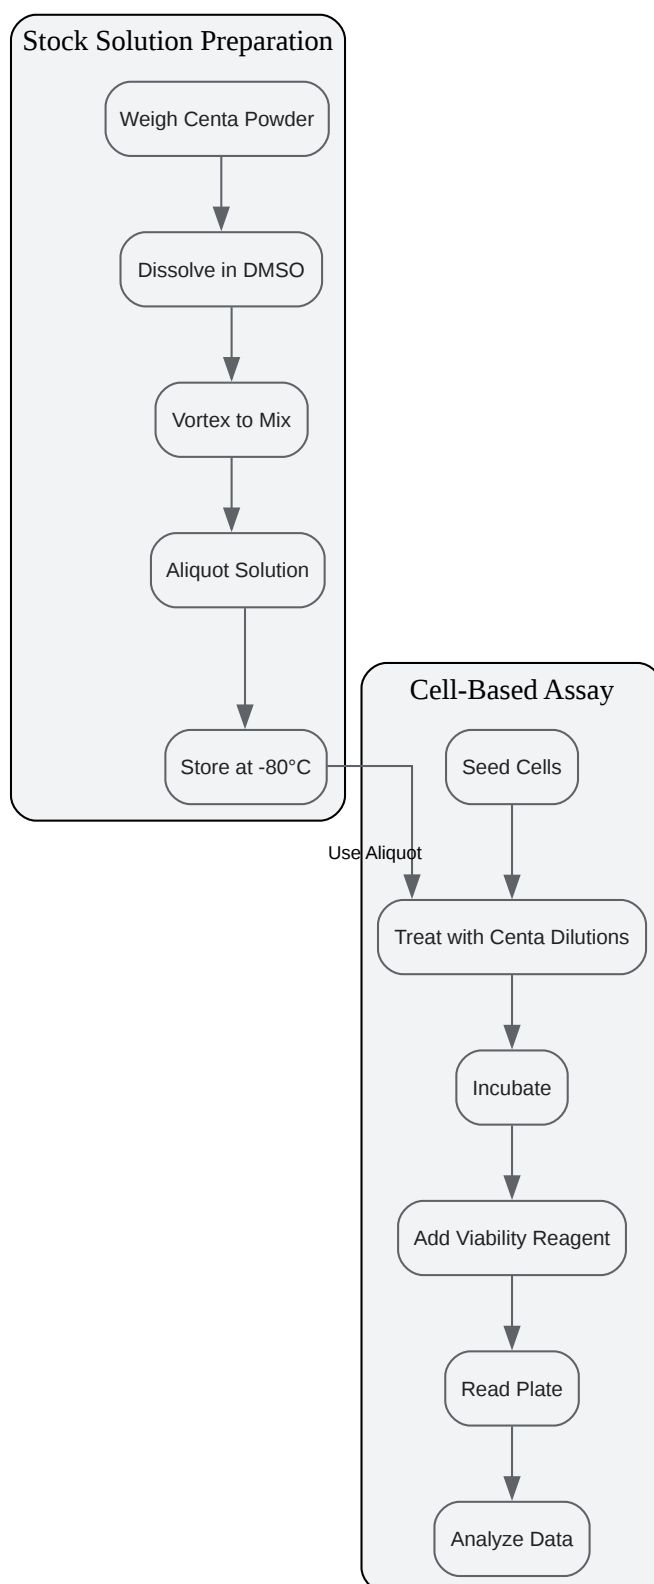 Stock Solution Preparation
Weigh Centa Powder
Dissolve in DMSO
Vortex to Mix
Aliquot Solution
Store at -80°C
Use Aliquot
Cell-Based Assay
Seed Cells
Treat with Centa Dilutions
Incubate
Add Viability Reagent
Read Plate
Analyze Data